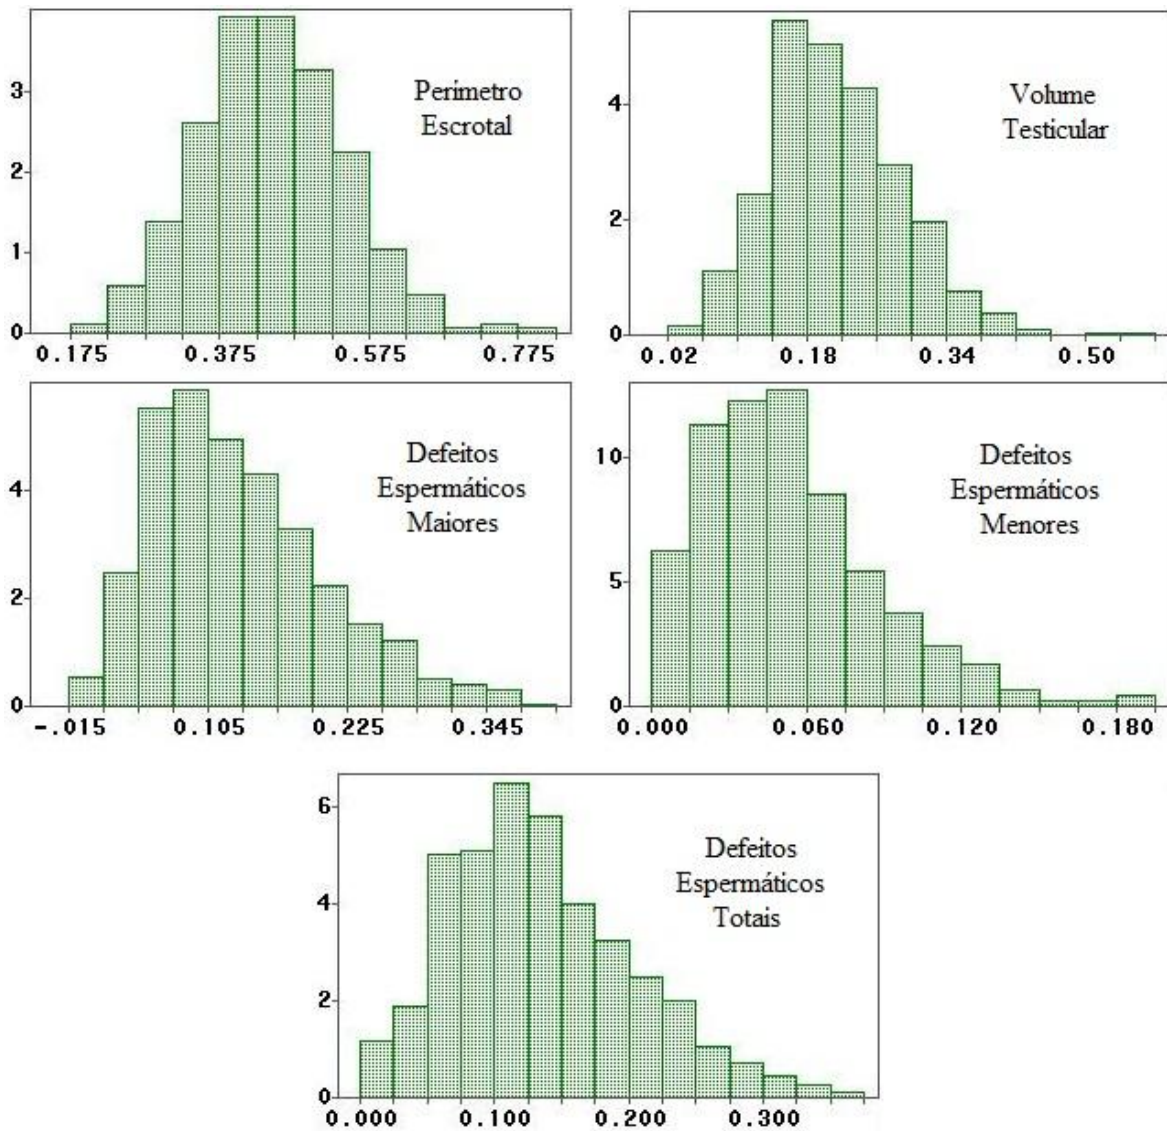 Perimetro
Escrotal
3
2
1
0
0.175 0.375 0.575 0.775
Volume
Testicular
4
2
0
0.02 0.18 0.34 0.50
Defeitos
Espermáticos
Maiores
4
2
0
-.015 0.105 0.225 0.345
Defeitos
Espermáticos
Menores
10
5
0
0.000 0.060 0.120 0.180
Defeitos
Espermáticos
Totais
6
4
2
0
0.000 0.100 0.200 0.300